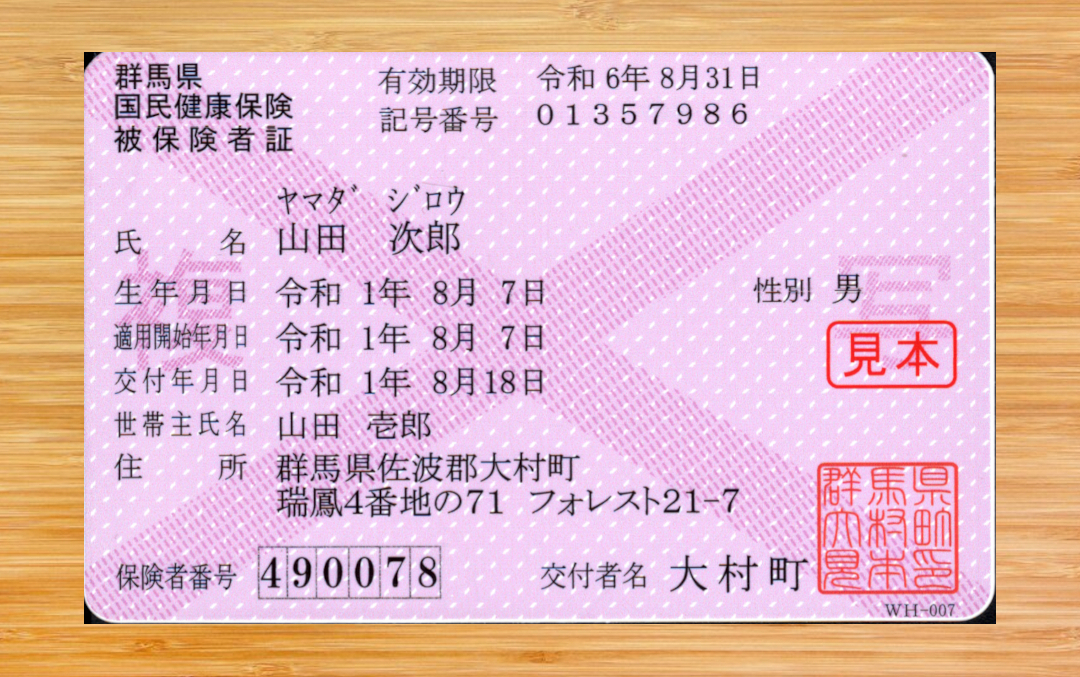 群馬県
国民健康保険
被保険者証
有効期限 令和 6年 8月31日
記号番号 01357986
ﾔﾏﾀﾞ ｼﾞﾛｳ
氏 名 山田 次郎
生年月日 令和 1年 8月 7日
性別 男
適用開始年月日 令和 1年 8月 7日
見本
交付年月日 令和 1年 8月18日
世帯主氏名 山田 壱郎
住 所 群馬県佐波郡大村町
瑞鳳4番地の71 フォレスト21-7
保険者番号 490078
交付者名 大村町
群馬県
大村町
見本印
WH-007
複写